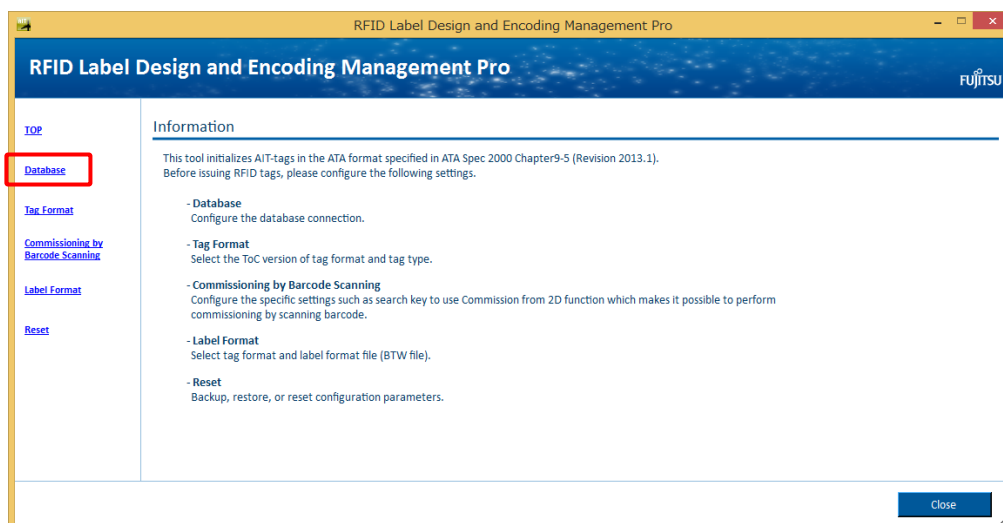 RFID Label Design and Encoding Management Pro
RFID Label Design and Encoding Management Pro
FUJITSU
TOP
Database
Tag Format
Commissioning by
Barcode Scanning
Label Format
Reset
Information
This tool initializes AIT-tags in the ATA format specified in ATA Spec 2000 Chapter9-5 (Revision 2013.1).
Before issuing RFID tags, please configure the following settings.
- Database
Configure the database connection.
- Tag Format
Select the ToC version of tag format and tag type.
- Commissioning by Barcode Scanning
Configure the specific settings such as search key to use Commission from 2D function which makes it possible to perform
commissioning by scanning barcode.
- Label Format
Select tag format and label format file (BTW file).
- Reset
Backup, restore, or reset configuration parameters.
Close